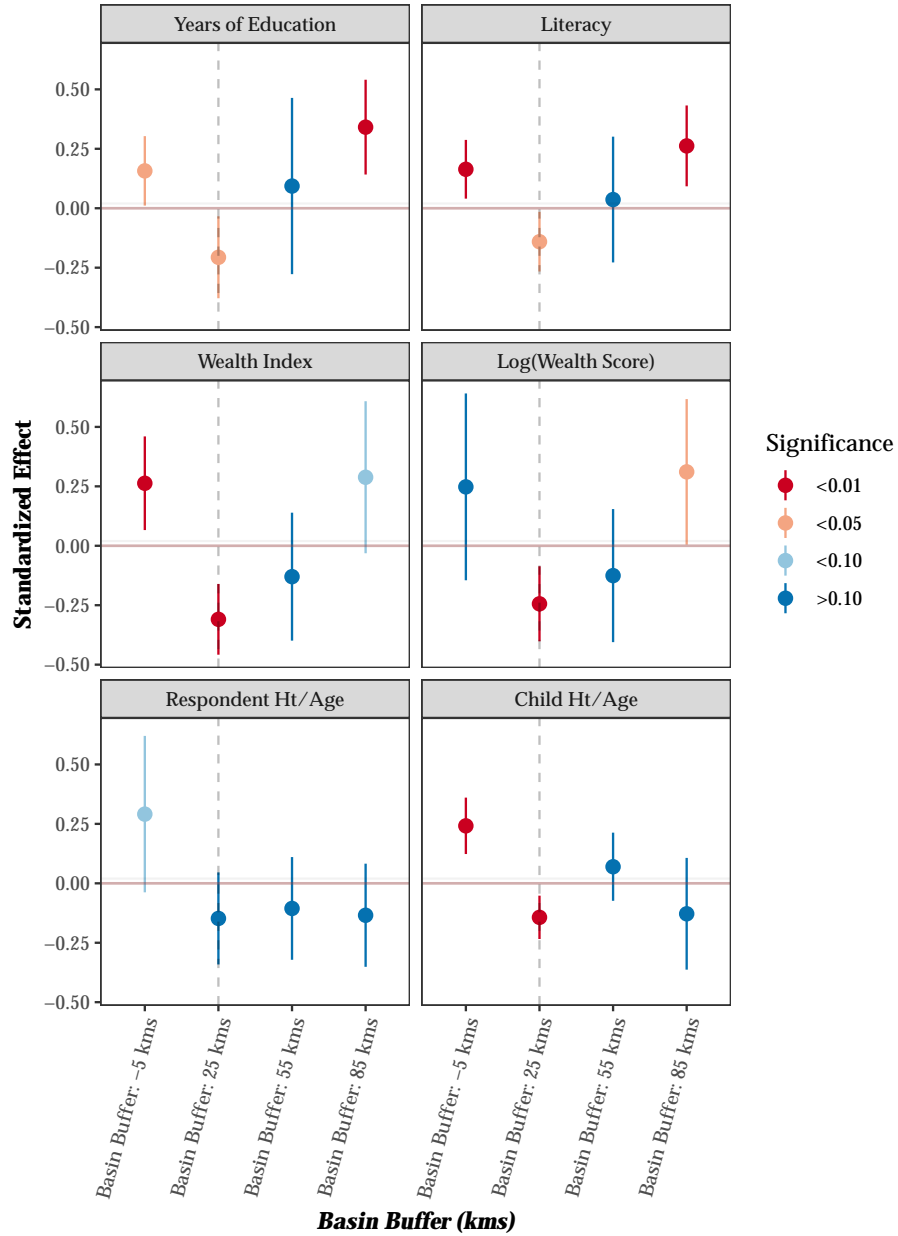 Years of Education
Literacy
0.50
0.25
0.00
−0.25
−0.50
Wealth Index
Log(Wealth Score)
0.50
0.25
0.00
−0.25
−0.50
Respondent Ht/Age
Child Ht/Age
0.50
0.25
0.00
−0.25
−0.50
Standardized Effect
Basin Buffer: −5 kms
Basin Buffer: 25 kms
Basin Buffer: 55 kms
Basin Buffer: 85 kms
Basin Buffer: −5 kms
Basin Buffer: 25 kms
Basin Buffer: 55 kms
Basin Buffer: 85 kms
Basin Buffer (kms)
Significance
<0.01
<0.05
<0.10
>0.10